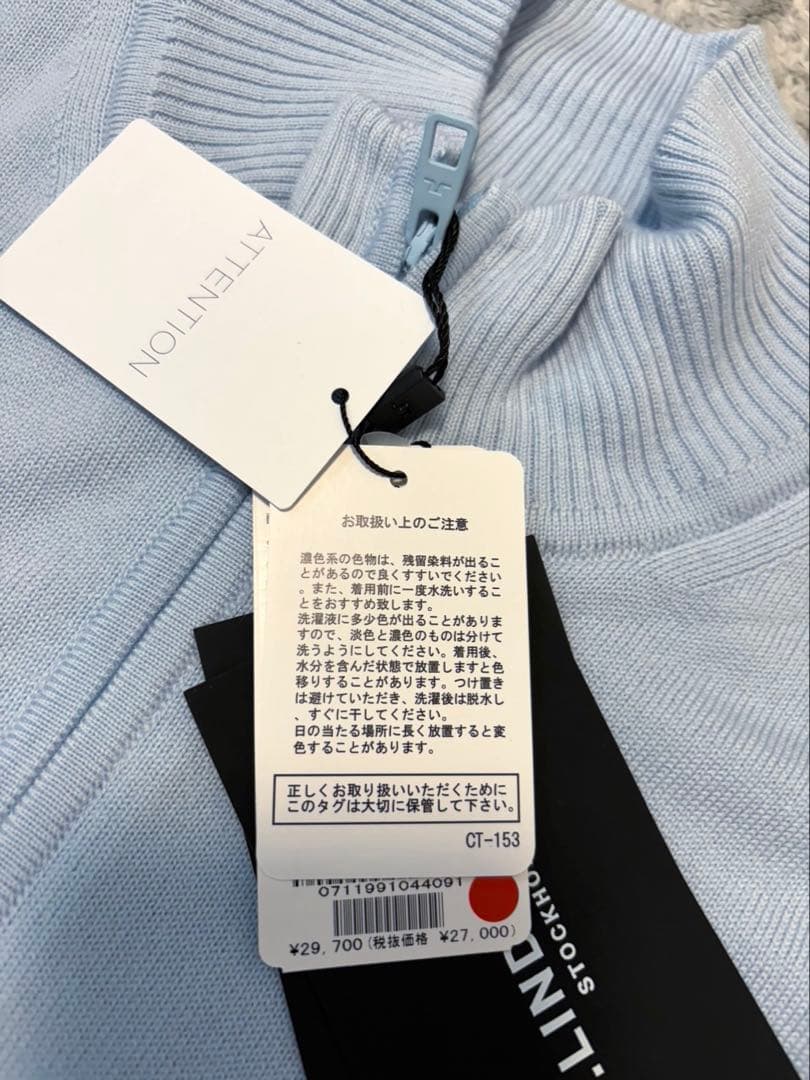 ATTENTION
お取扱い上のご注意
濃色系の色物は、残留染料が出るこ
とがあるので良くすすいでください
。また、着用前に一度水洗いするこ
とをおすすめ致します。
洗濯液に多少色が出ることがありま
すので、淡色と濃色のものは分けて
洗うようにしてください。着用後、
水分を含んだ状態で放置しますと色
移りすることがあります。つけ置き
は避けていただき、洗濯後は脱水し
、すぐに干してください。
日の当たる場所に長く放置すると変
色することがあります。
正しくお取り扱いいただくために
このタグは大切に保管して下さい。
CT-153
0711991044091
¥29,700(税抜価格 ¥27,000)
.LIND
STOCKHO